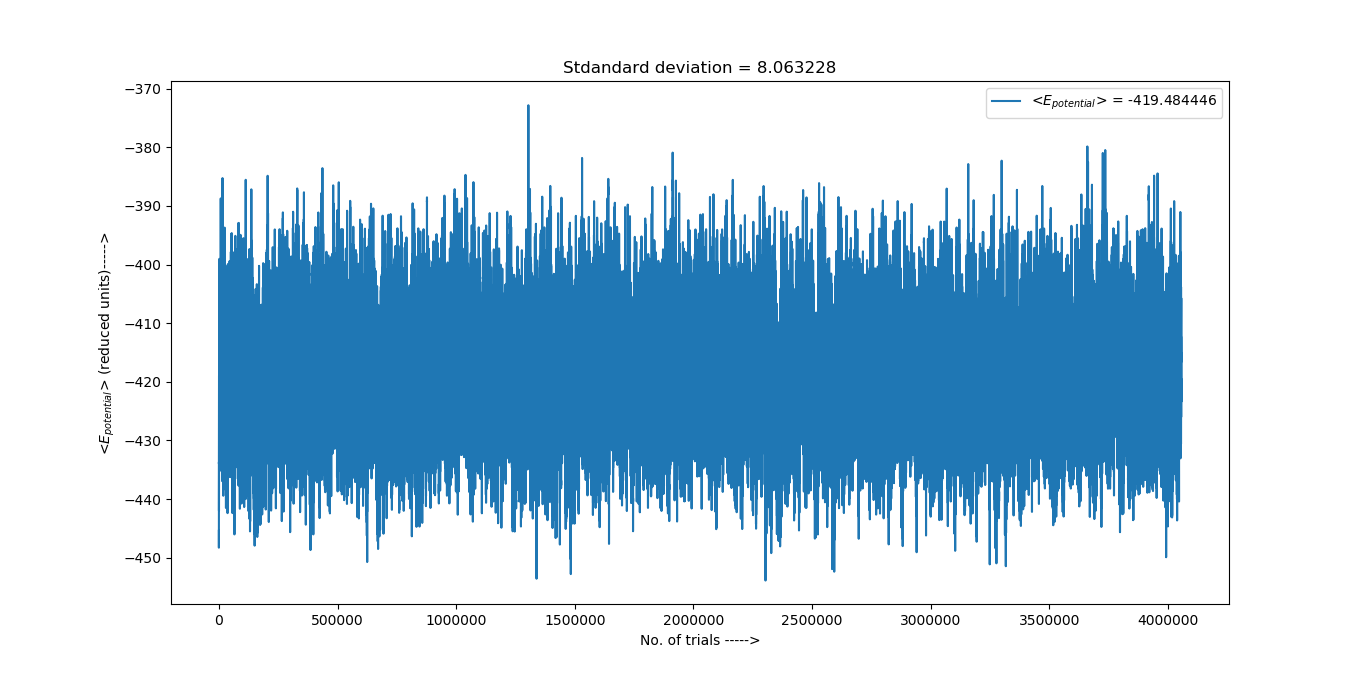 Stdandard deviation = 8.063228
<E_potential> = -419.484446
−370
−380
−390
−400
−410
−420
−430
−440
−450
<E_potential> (reduced units)----->
0 500000 1000000 1500000 2000000 2500000 3000000 3500000 4000000
No. of trials ----->